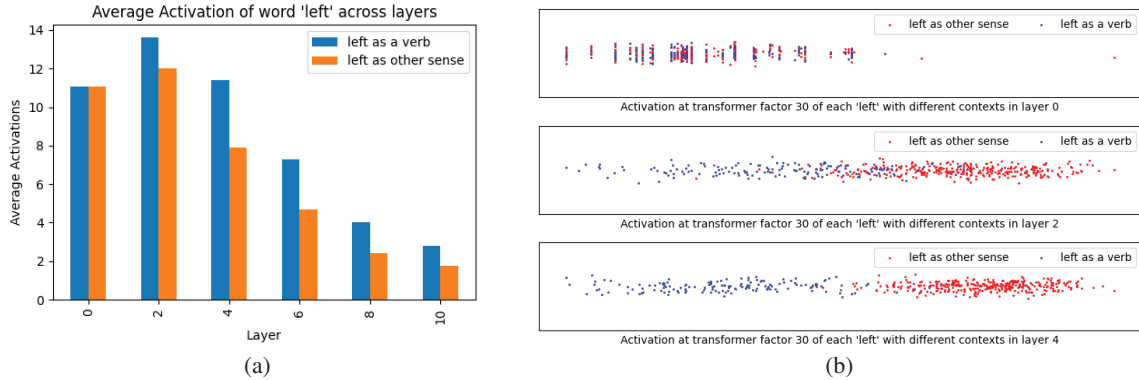 Average Activation of word 'left' across layers
left as a verb
left as other sense
Average Activations
14
12
10
8
6
4
2
0
0 2 4 6 8 10
Layer
(a)
left as other sense left as a verb
Activation at transformer factor 30 of each 'left' with different contexts in layer 0
left as other sense left as a verb
Activation at transformer factor 30 of each 'left' with different contexts in layer 2
left as other sense left as a verb
Activation at transformer factor 30 of each 'left' with different contexts in layer 4
(b)